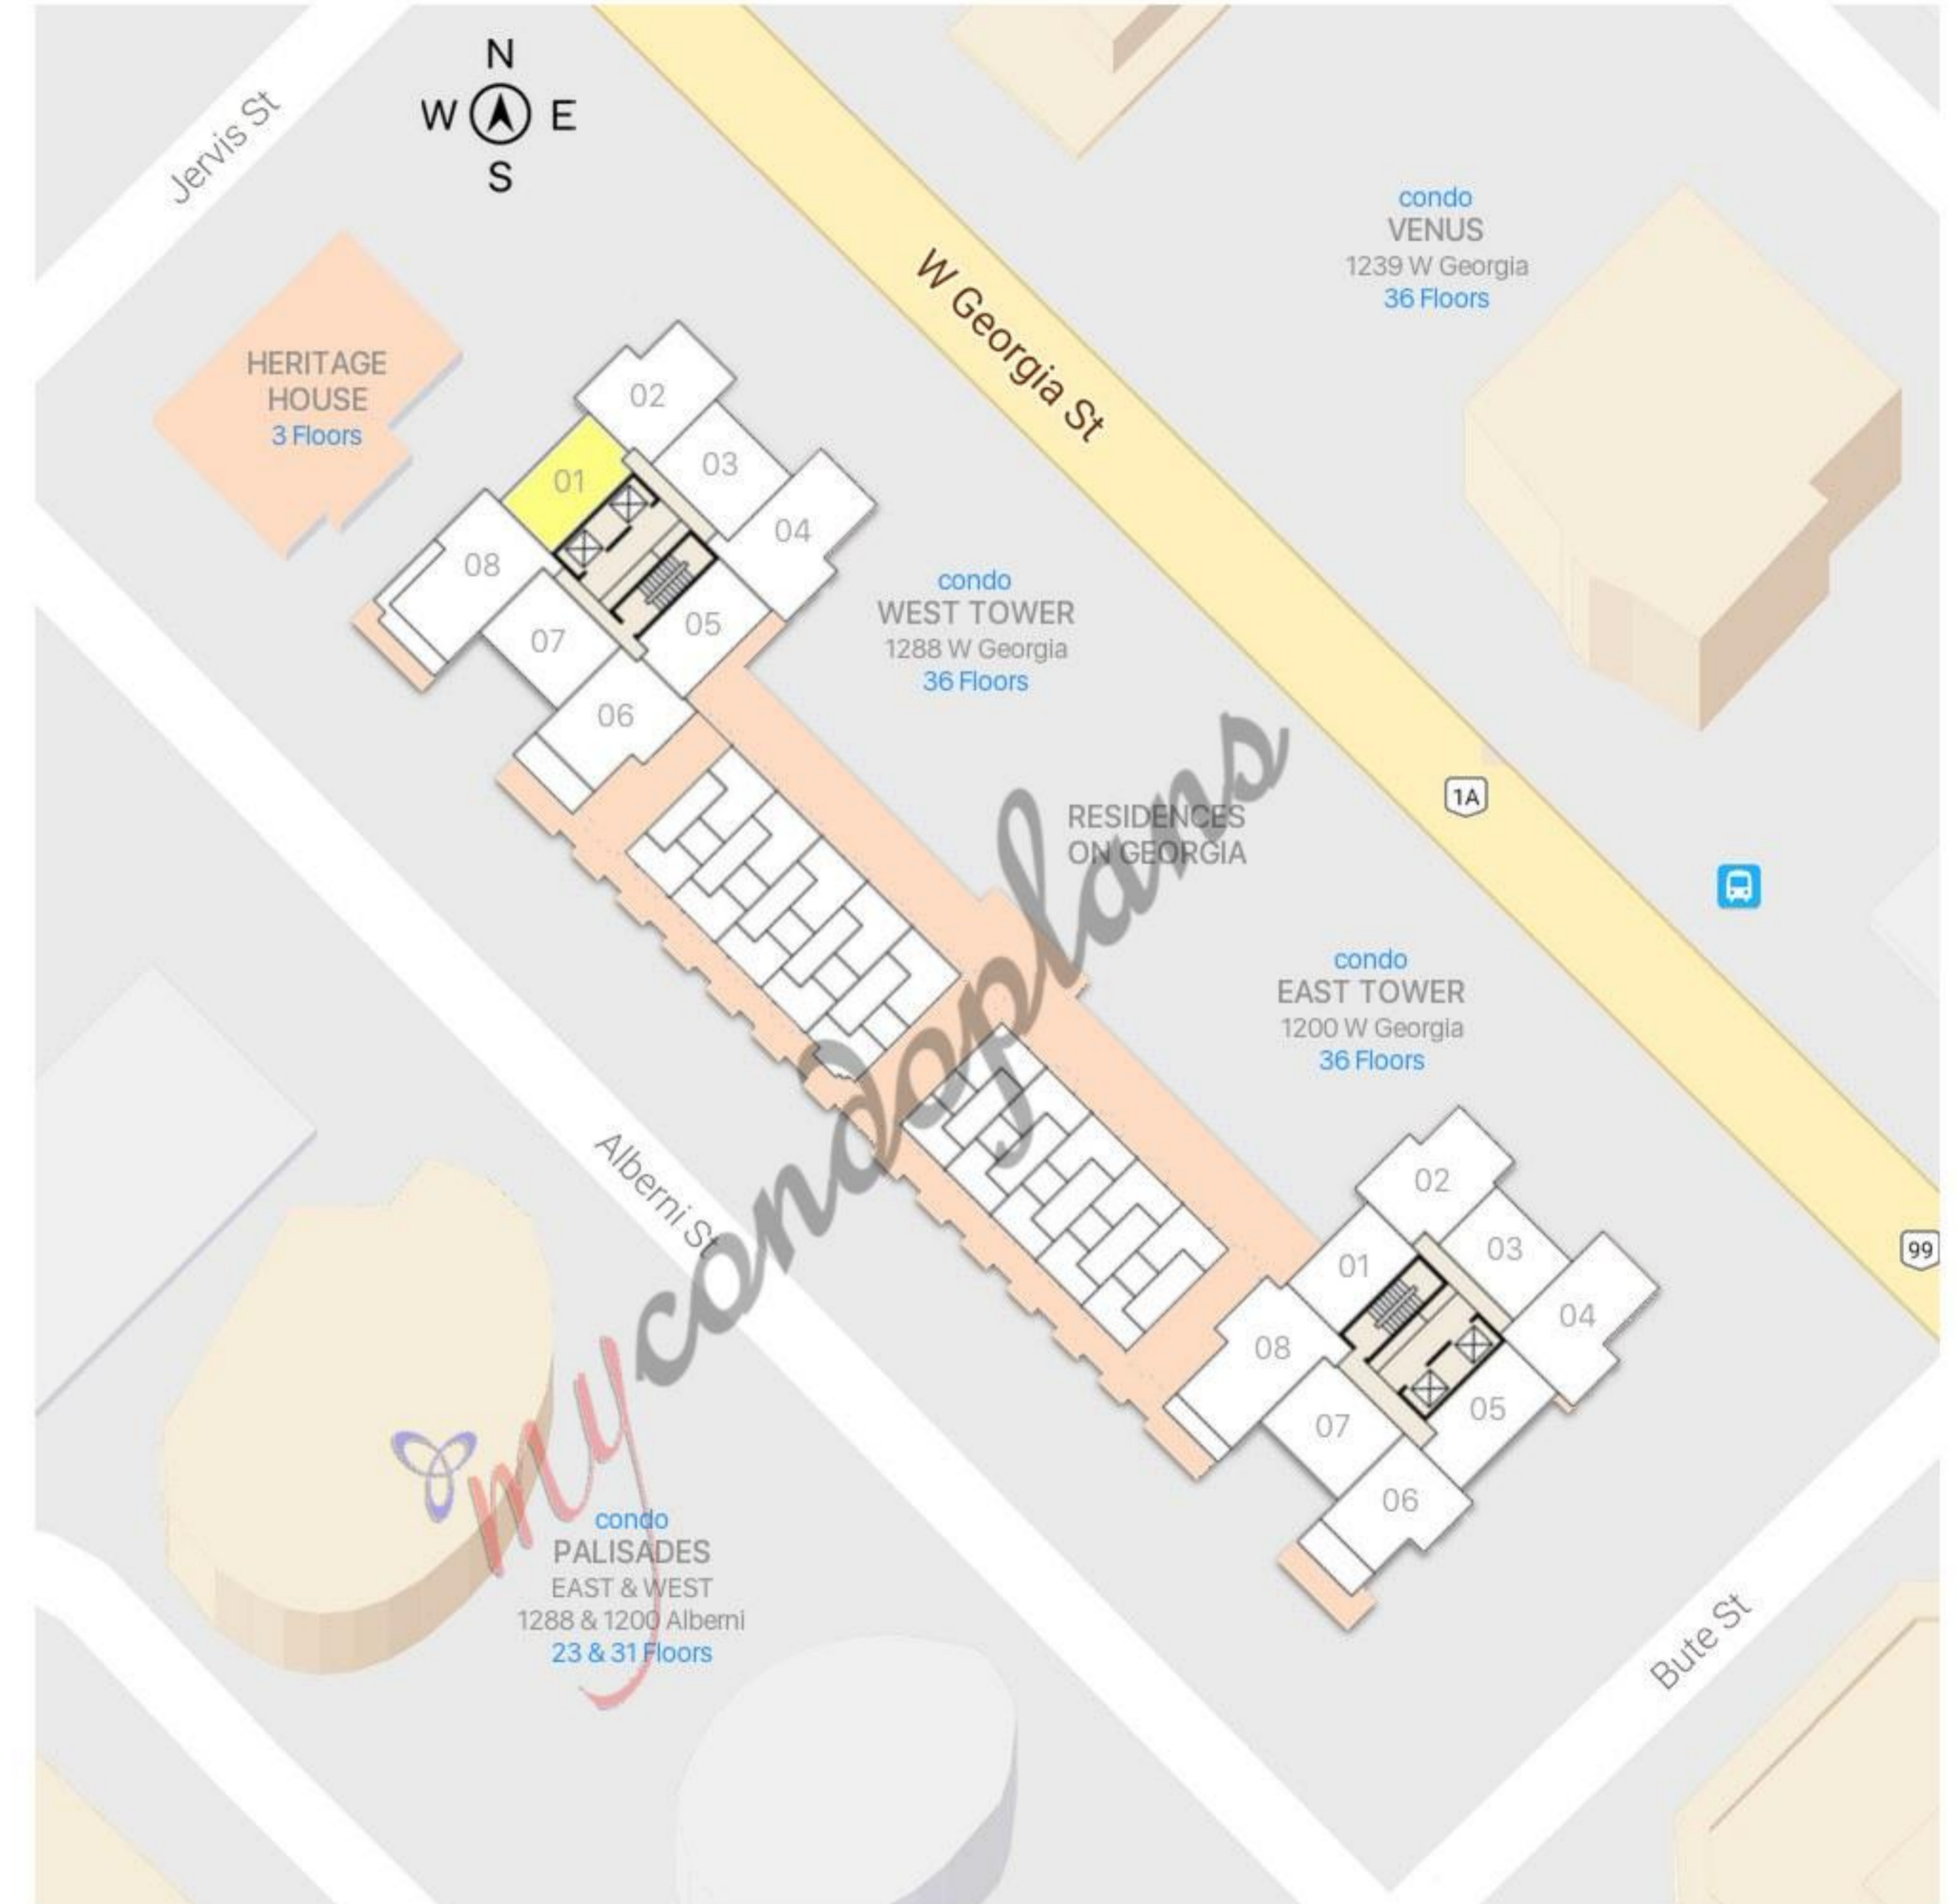 N
W E
S
Jervis St
W Georgia St
condo
VENUS
1239 W Georgia
36 Floors
HERITAGE
HOUSE
3 Floors
02
01
03
04
08
05
07
06
condo
WEST TOWER
1288 W Georgia
36 Floors
RESIDENCES
ON GEORGIA
1A
condo
EAST TOWER
1200 W Georgia
36 Floors
99
02
03
01
04
08
05
07
06
Alberni St
mycondoplans
condo
PALISADES
EAST & WEST
1288 & 1200 Alberni
23 & 31 Floors
Bute St